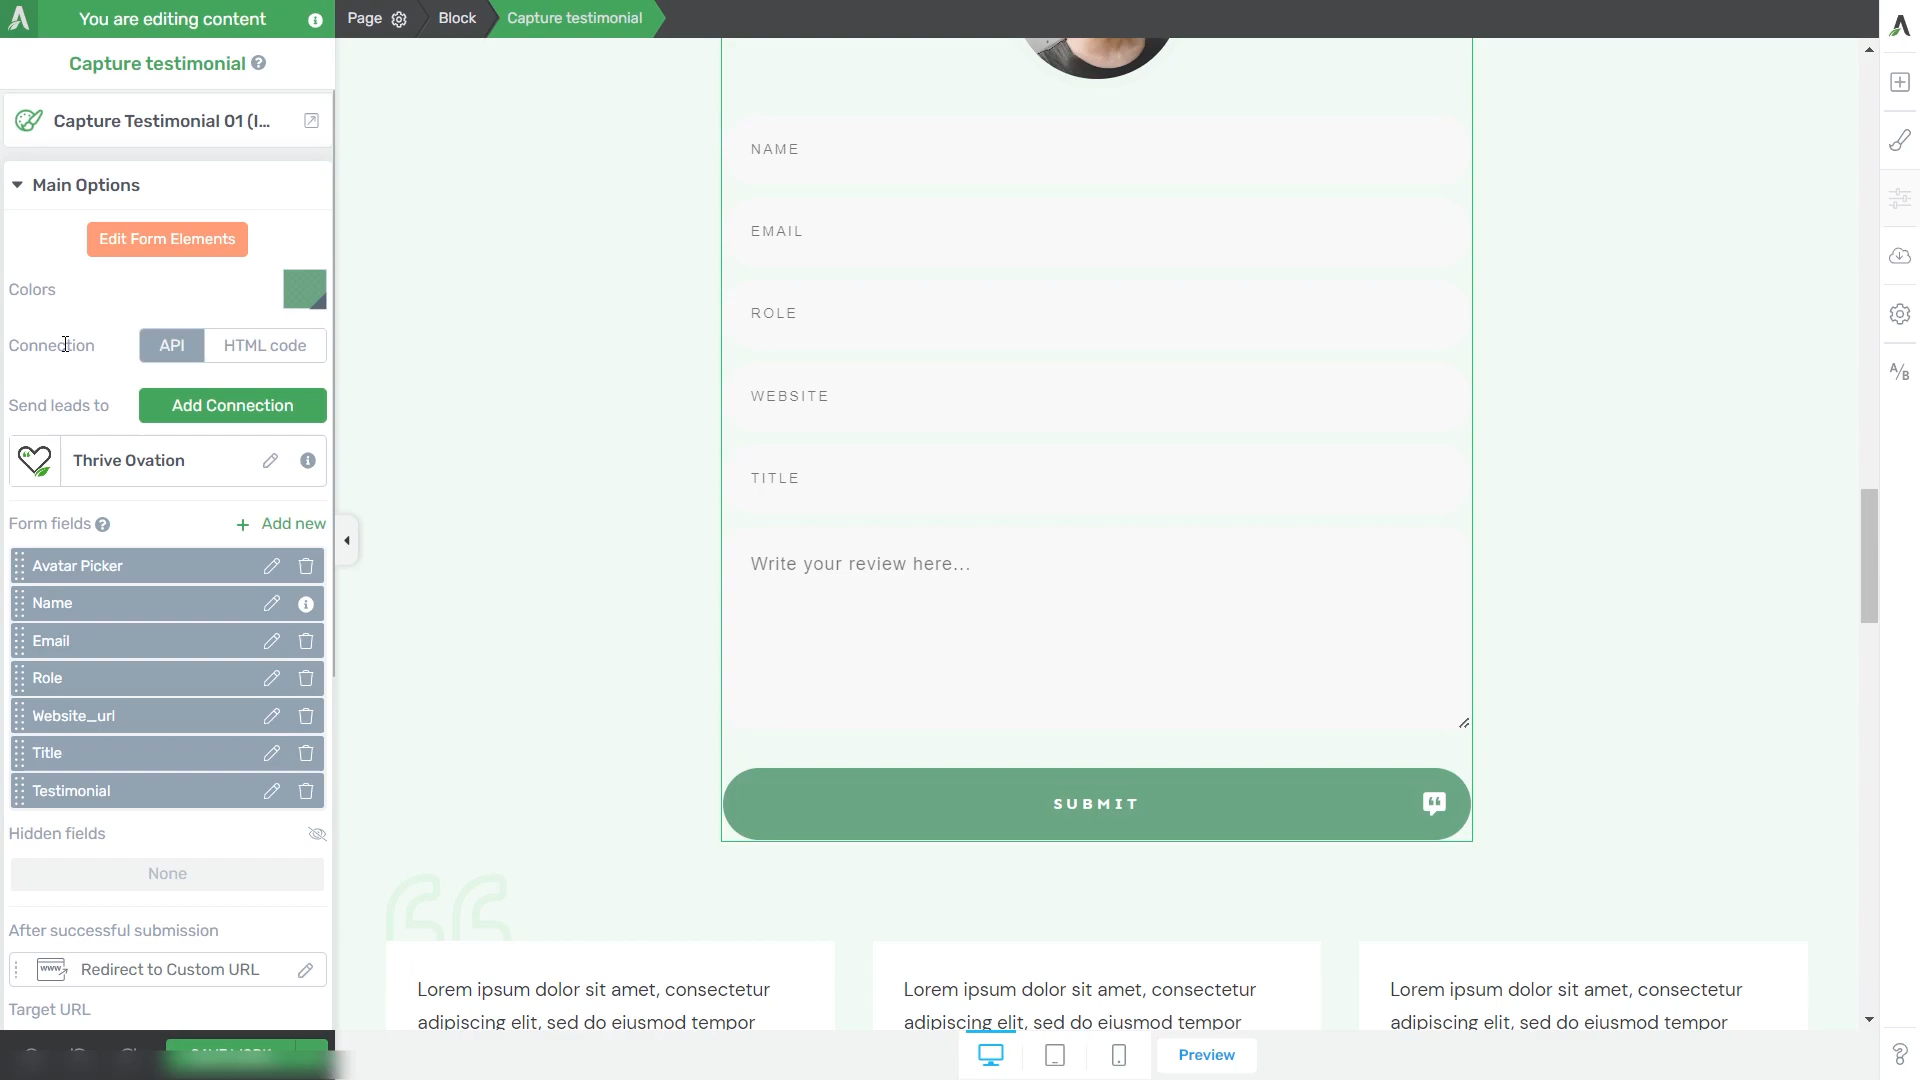 You are editing content
Page
Block
Capture testimonial
Capture testimonial
Capture Testimonial 01 (I...
Main Options
Edit Form Elements
Colors
Connection
API
HTML code
Send leads to
Add Connection
Thrive Ovation
Form fields
+ Add new
Avatar Picker
Name
Email
Role
Website_url
Title
Testimonial
Hidden fields
None
After successful submission
Redirect to Custom URL
Target URL
NAME
EMAIL
ROLE
WEBSITE
TITLE
Write your review here...
SUBMIT
Lorem ipsum dolor sit amet, consectetur
adipiscing elit, sed do eiusmod tempor
Lorem ipsum dolor sit amet, consectetur
adipiscing elit, sed do eiusmod tempor
Lorem ipsum dolor sit amet, consectetur
adipiscing elit, sed do eiusmod tempor
Preview
A/B